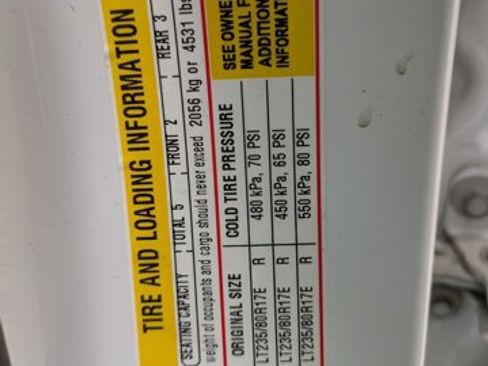 TIRE AND LOADING INFORMATION
SEATING CAPACITY TOTAL 5 FRONT 2 REAR 3
weight of occupants and cargo should never exceed 2056 kg or 4531 lbs
ORIGINAL SIZE COLD TIRE PRESSURE
LT235/80R17E R 480 kPa, 70 PSI
LT235/80R17E R 450 kPa, 65 PSI
LT235/80R17E R 550 kPa, 80 PSI
SEE OWNE
MANUAL F
ADDITION
INFORMAT